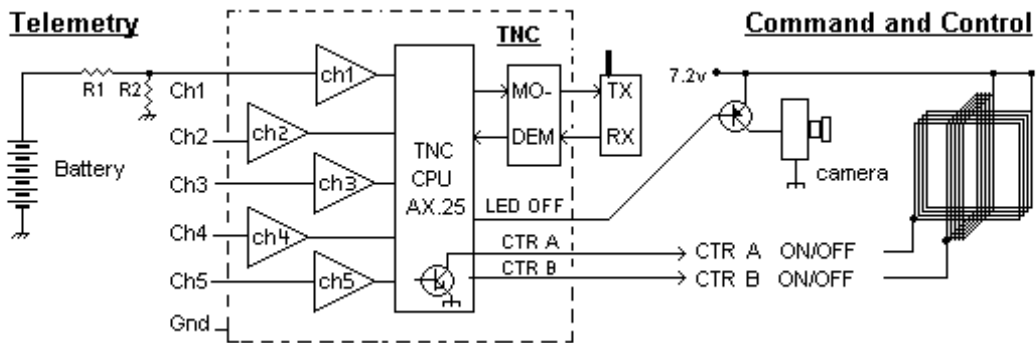 Telemetry
TNC
Command and Control
R1
R2
Ch1
ch1
Ch2
ch2
Battery
Ch3
ch3
Ch4
ch4
Ch5
ch5
Gnd
TNC
CPU
AX.25
MO-
DEM
TX
RX
7.2v
camera
LED OFF
CTR A
CTR B
CTR A ON/OFF
CTR B ON/OFF